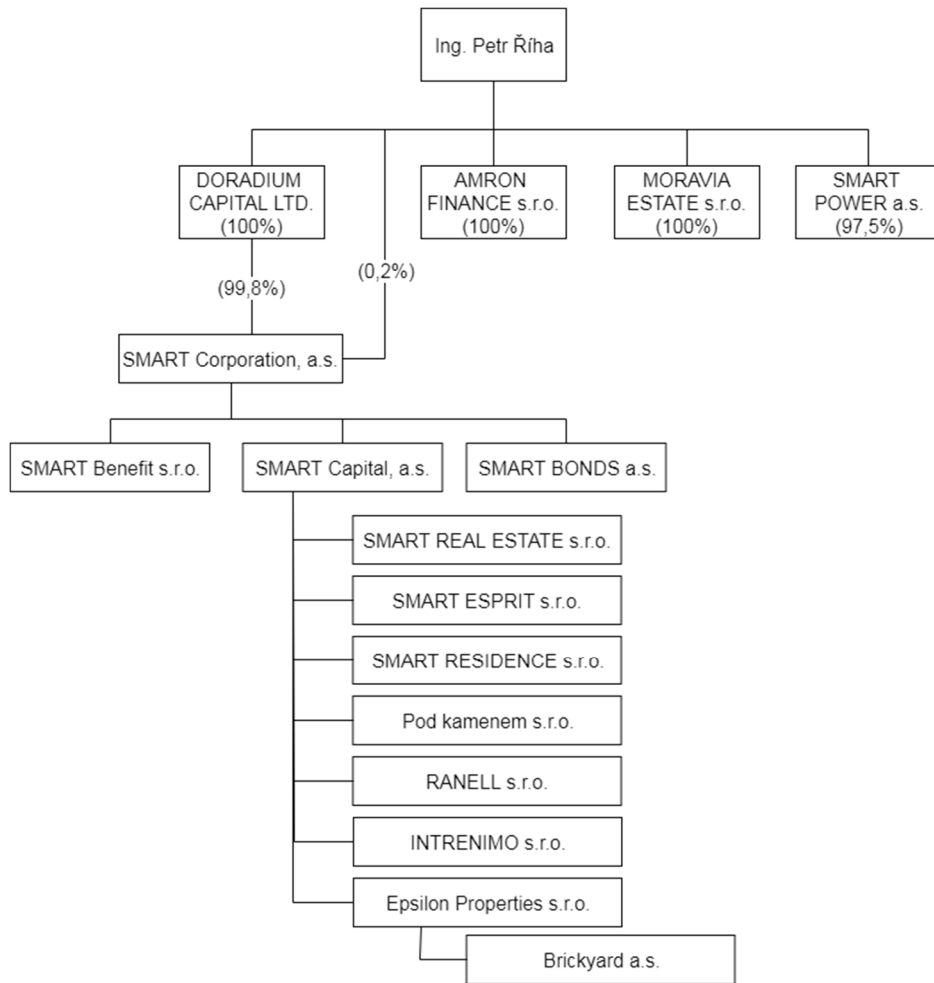 Ing. Petr Říha
DORADIUM
CAPITAL LTD.
(100%)
AMRON
FINANCE s.r.o.
(100%)
MORAVIA
ESTATE s.r.o.
(100%)
SMART
POWER a.s.
(97,5%)
(99,8%)
(0,2%)
SMART Corporation, a.s.
SMART Benefit s.r.o.
SMART Capital, a.s.
SMART BONDS a.s.
SMART REAL ESTATE s.r.o.
SMART ESPRIT s.r.o.
SMART RESIDENCE s.r.o.
Pod kamenem s.r.o.
RANELL s.r.o.
INTRENIMO s.r.o.
Epsilon Properties s.r.o.
Brickyard a.s.